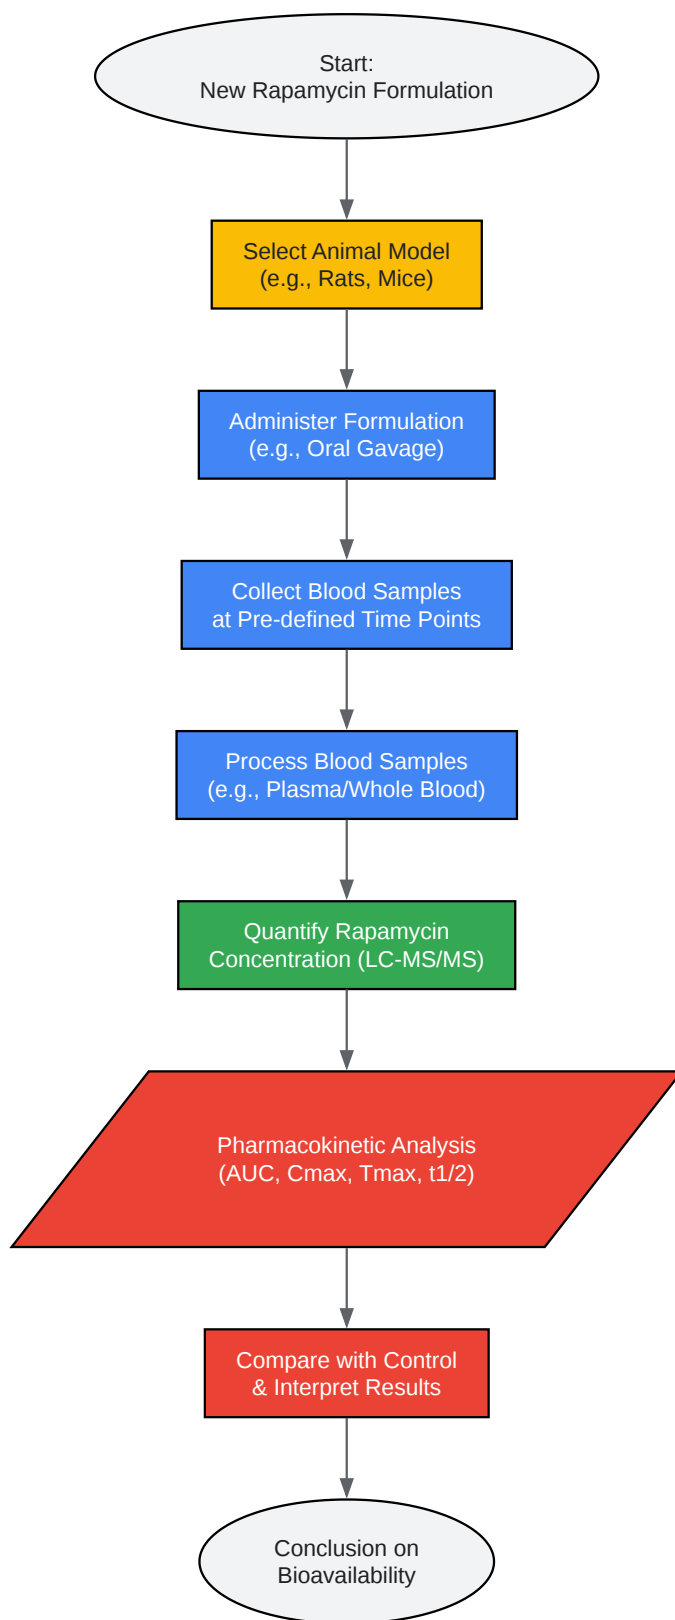 Start:
New Rapamycin Formulation
Select Animal Model
(e.g., Rats, Mice)
Administer Formulation
(e.g., Oral Gavage)
Collect Blood Samples
at Pre-defined Time Points
Process Blood Samples
(e.g., Plasma/Whole Blood)
Quantify Rapamycin
Concentration (LC-MS/MS)
Pharmacokinetic Analysis
(AUC, Cmax, Tmax, t1/2)
Compare with Control
& Interpret Results
Conclusion on
Bioavailability